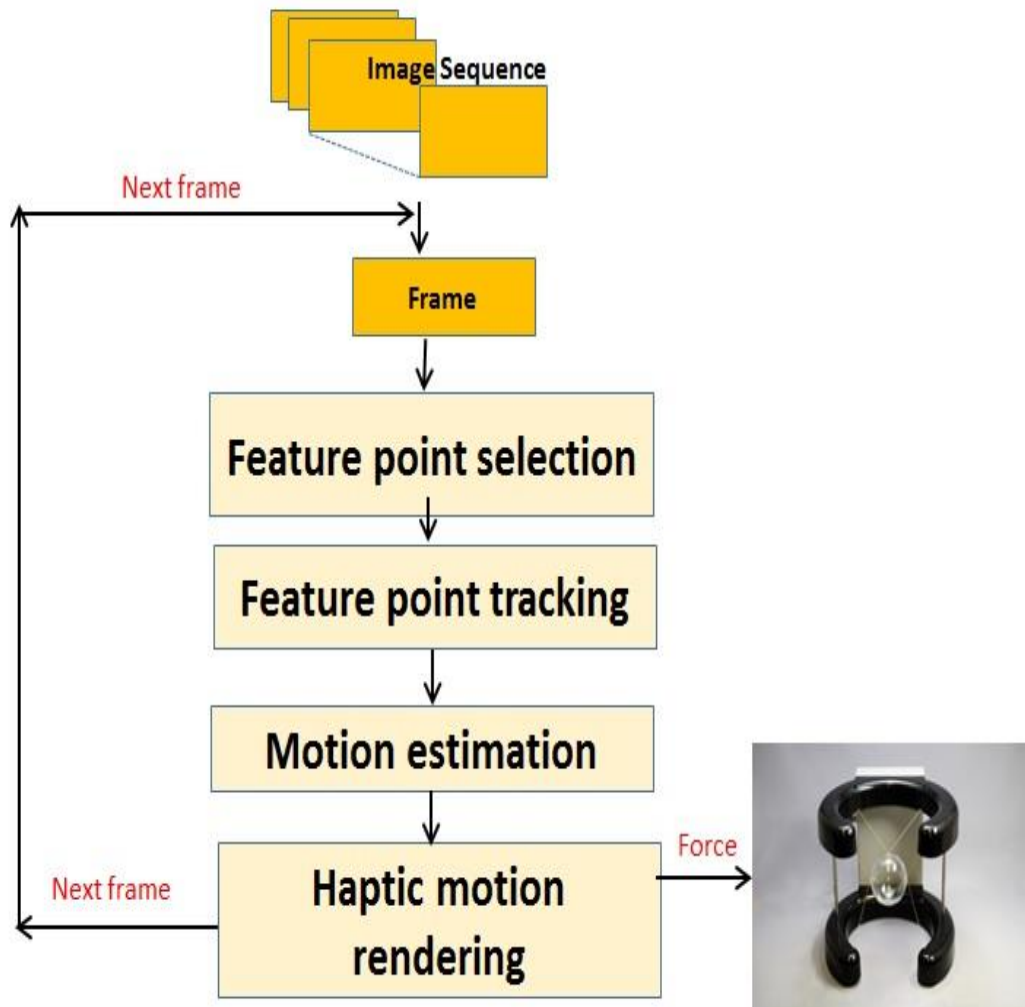 Image Sequence
Next frame
Frame
Feature point selection
Feature point tracking
Motion estimation
Force
Haptic motion
rendering
Next frame